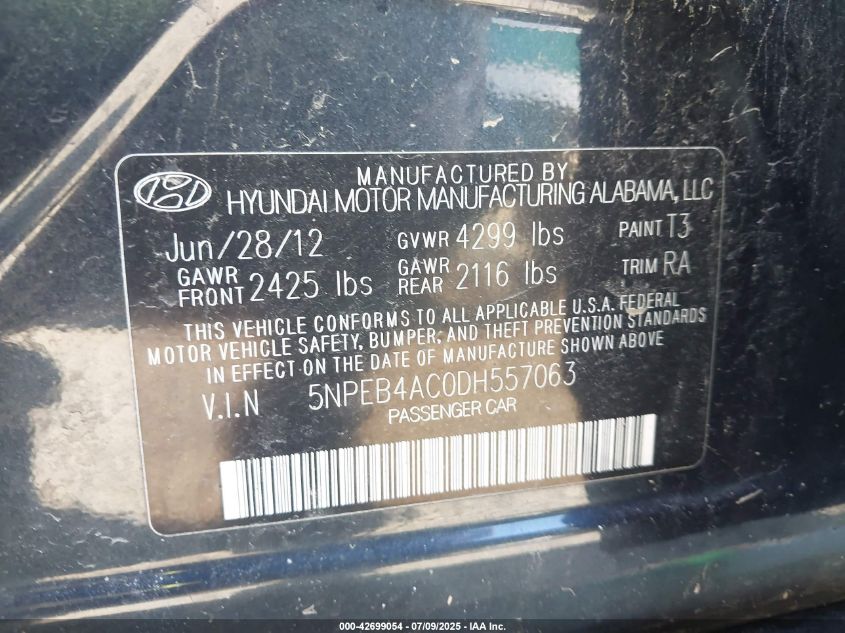 MANUFACTURED BY
HYUNDAI MOTOR MANUFACTURING ALABAMA, LLC
Jun/28/12 GVWR 4299 lbs PAINT T3
GAWR FRONT 2425 lbs GAWR REAR 2116 lbs TRIM RA
THIS VEHICLE CONFORMS TO ALL APPLICABLE U.S.A. FEDERAL
MOTOR VEHICLE SAFETY, BUMPER, AND THEFT PREVENTION STANDARDS
IN EFFECT ON THE DATE OF MANUFACTURE SHOWN ABOVE
V.I.N 5NPEB4AC0DH557063
PASSENGER CAR
000-42699054 - 07/09/2025 - IAA Inc.